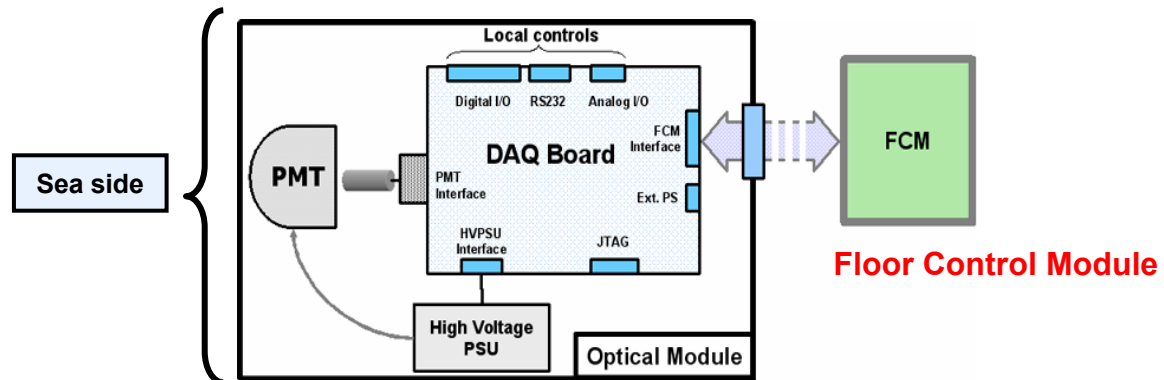 Local controls
Digital I/O RS232 Analog I/O
FCM
Interface
DAQ Board
FCM
PMT
PMT
Interface
Sea side
Ext. PS
HVPSU
Interface
JTAG
Floor Control Module
High Voltage
PSU
Optical Module